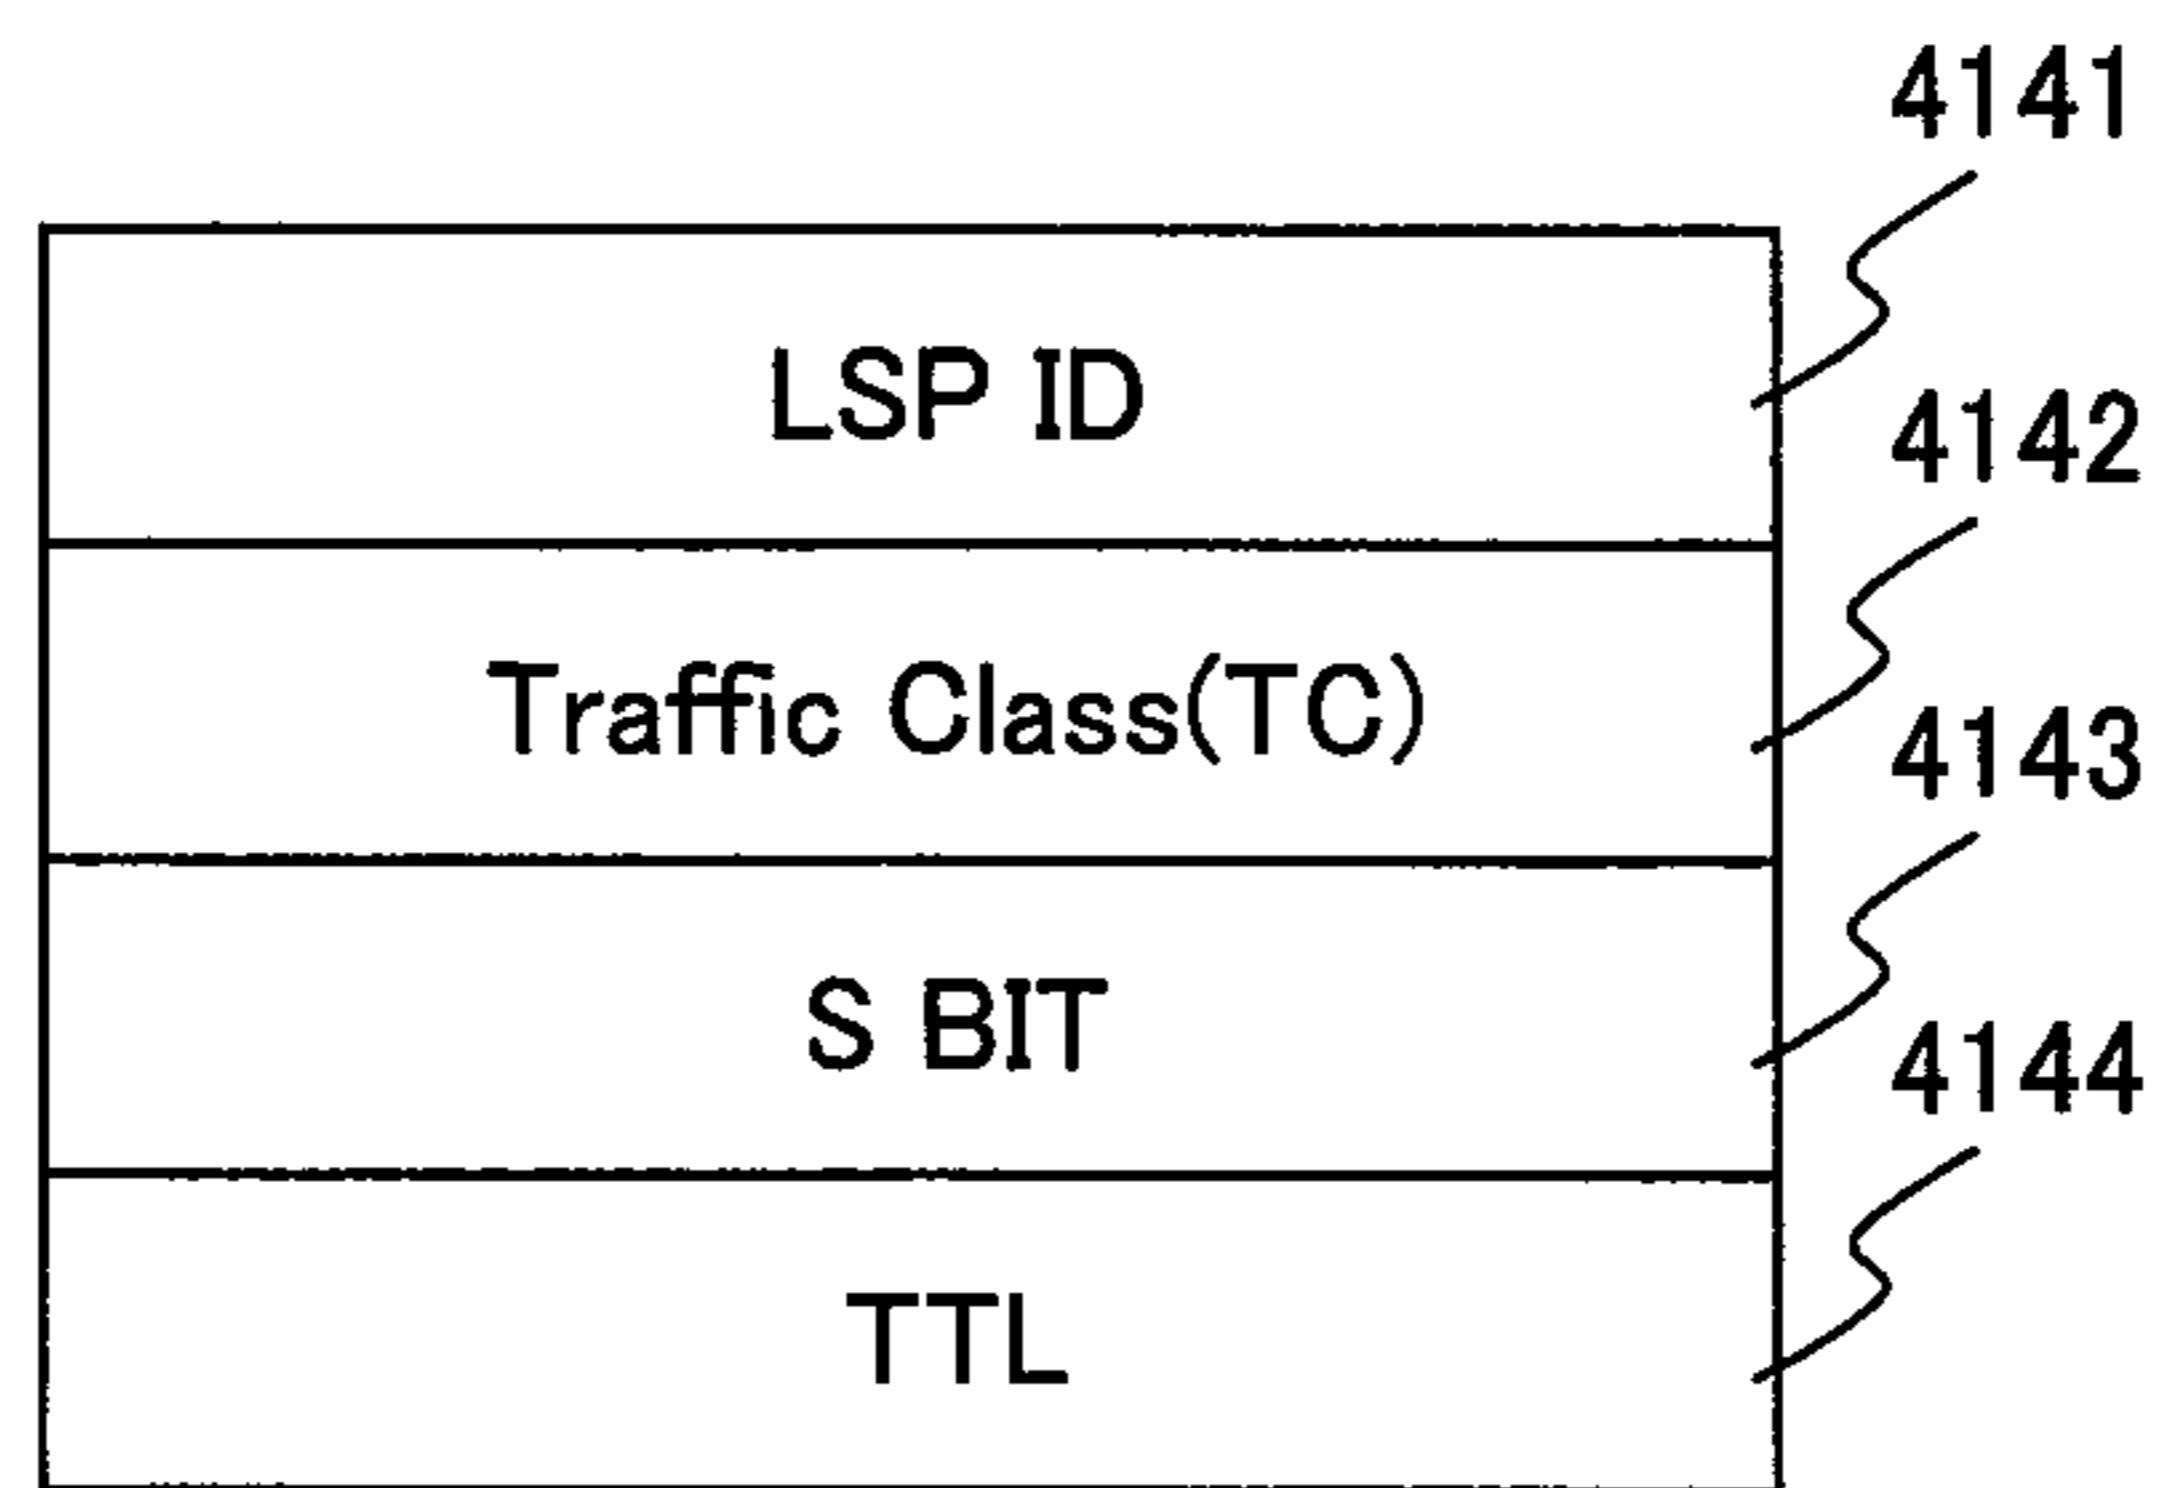 4141
LSP ID
4142
Traffic Class(TC)
4143
S BIT
4144
TTL